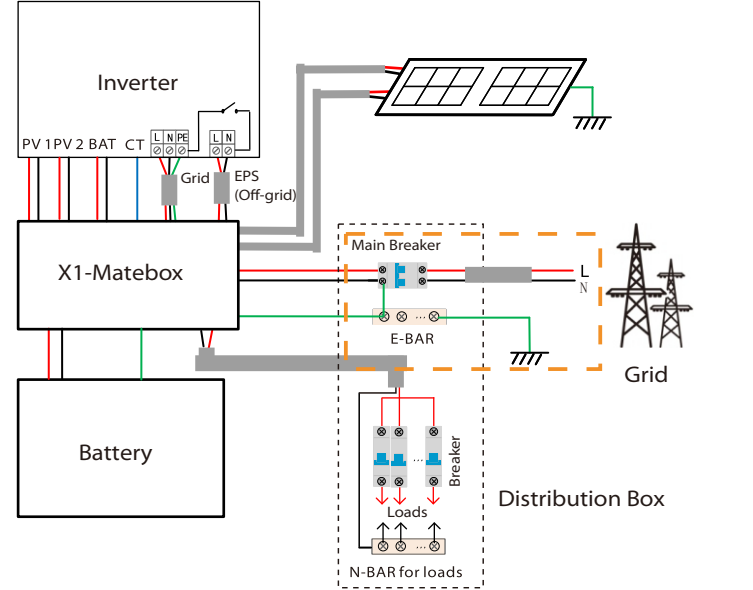 Inverter
PV 1 PV 2 BAT CT
L N PE
L N
Grid
EPS
(Off-grid)
X1-Matebox
Main Breaker
L
N
E-BAR
Grid
Battery
Breaker
...
...
Loads
Distribution Box
...
N-BAR for loads